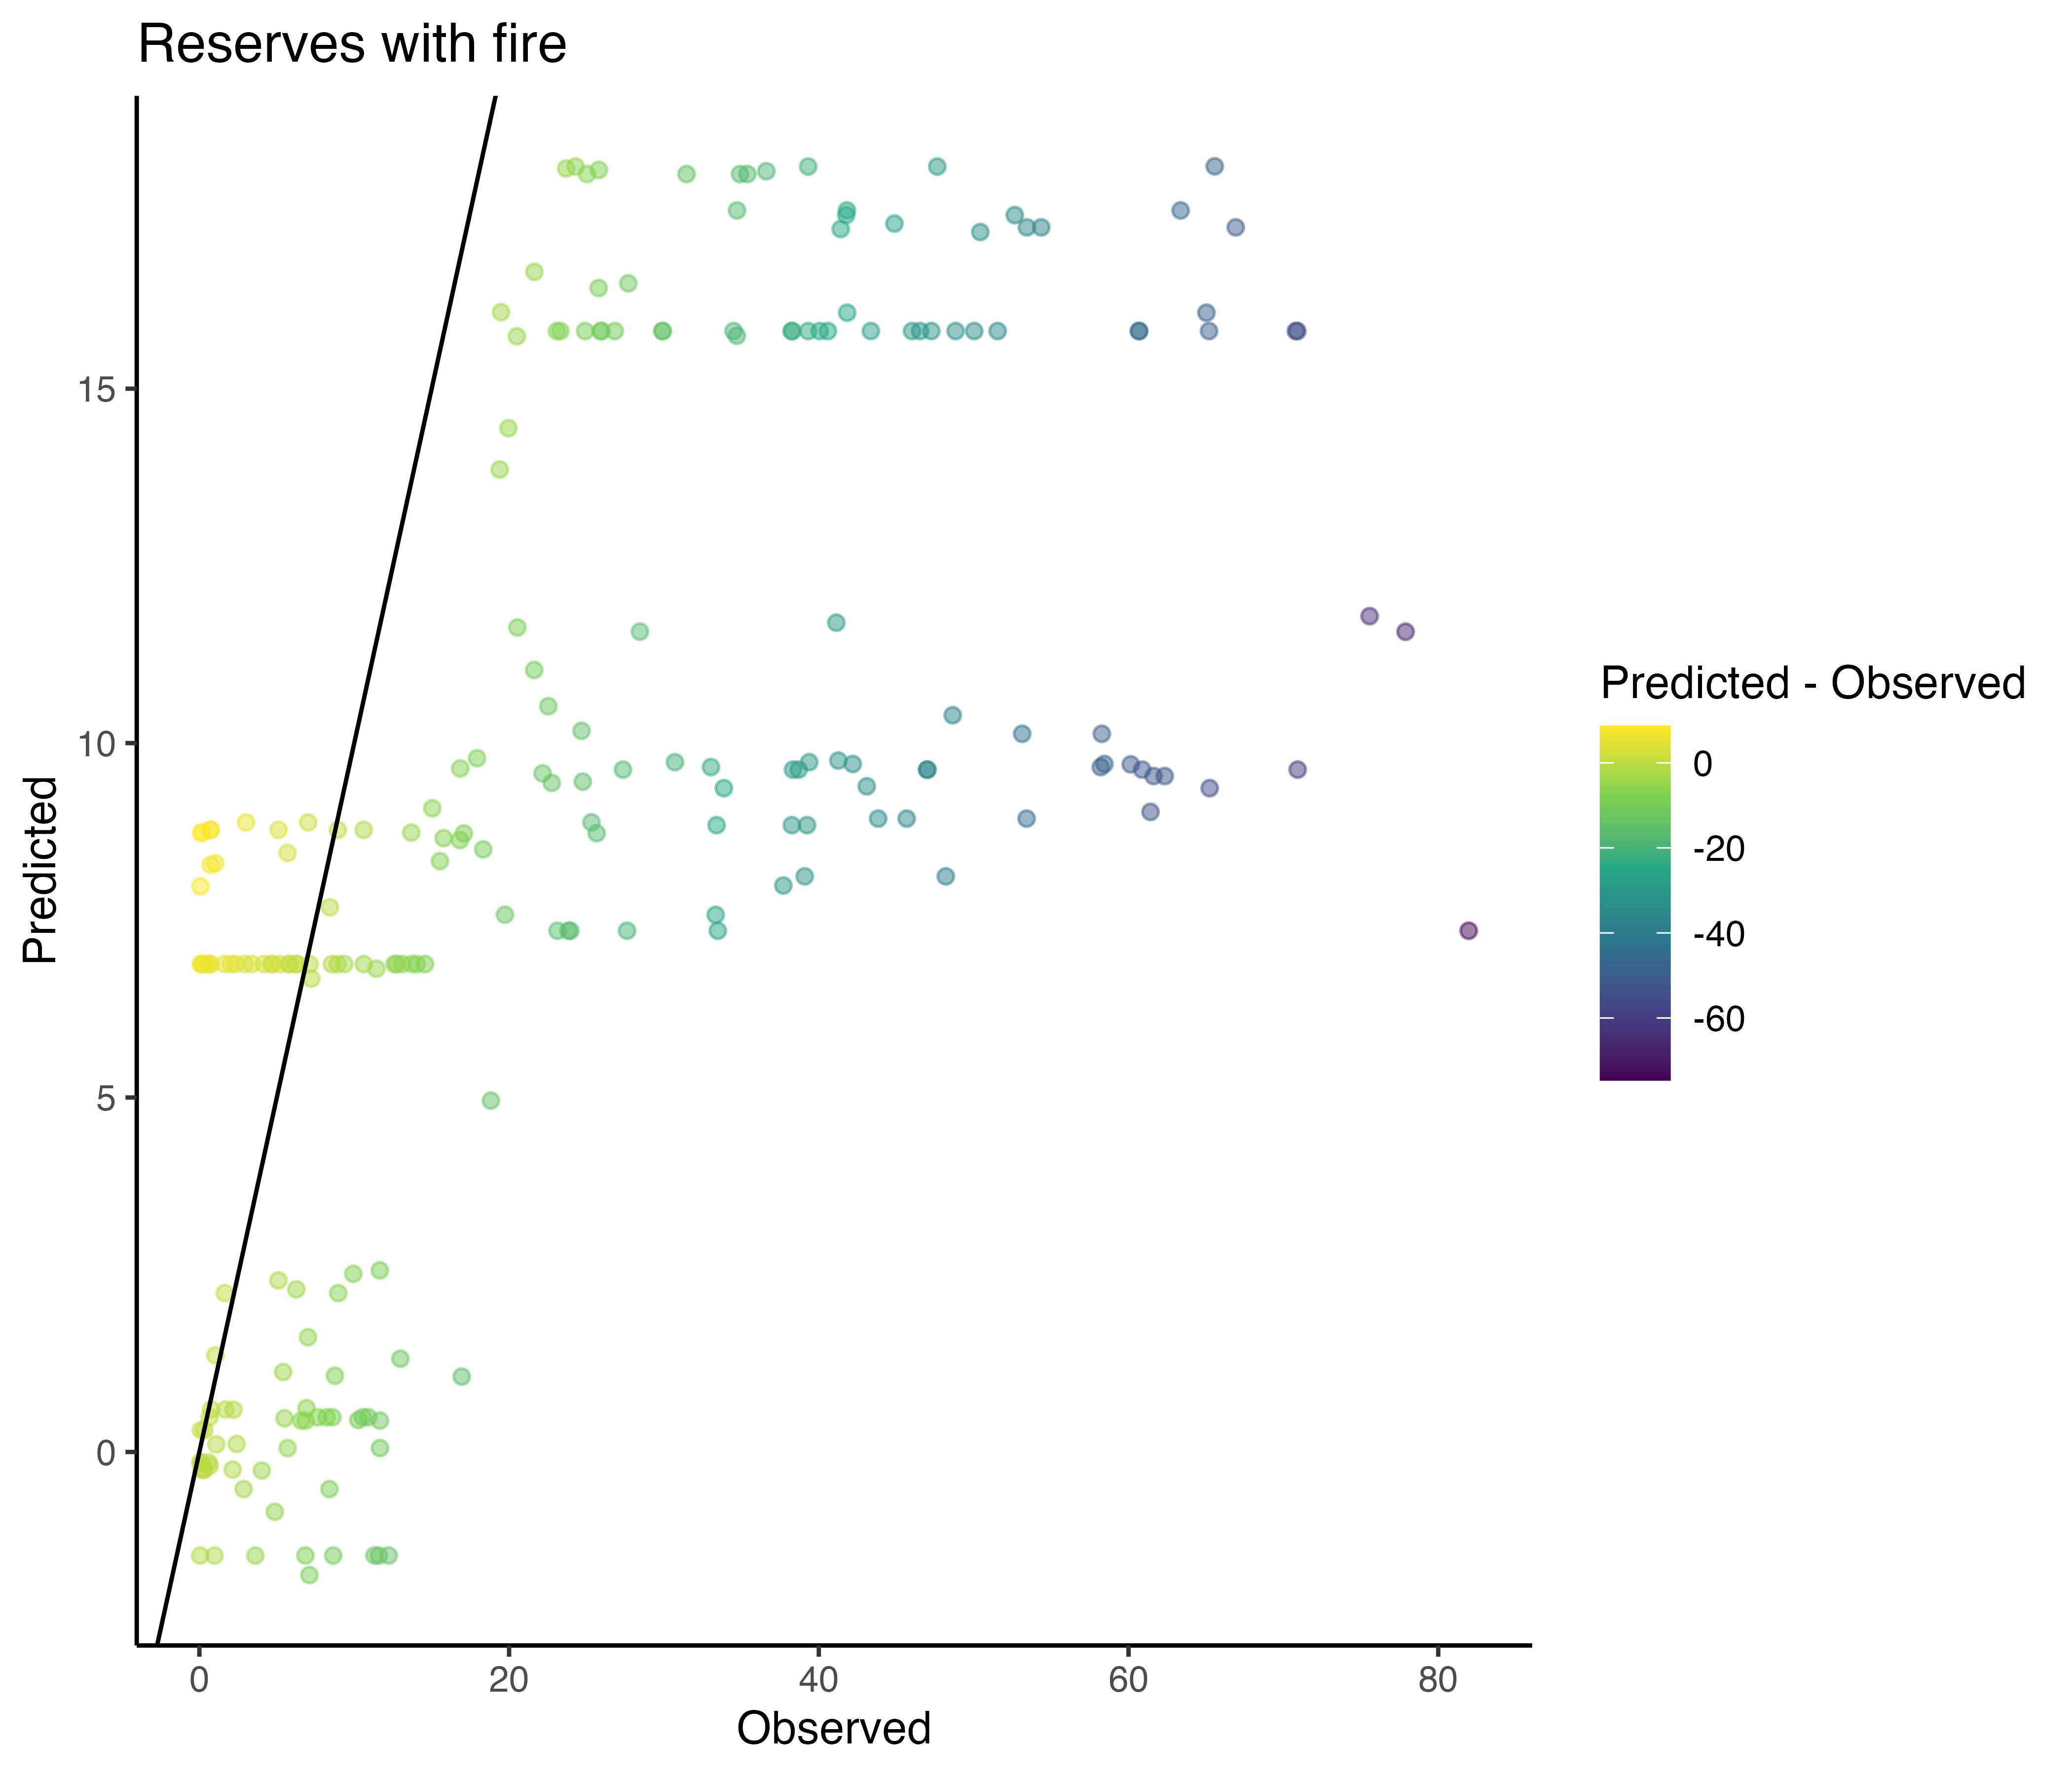 Reserves with fire
Predicted
15
10
5
0
0 20 40 60 80
Observed
Predicted - Observed
0
-20
-40
-60